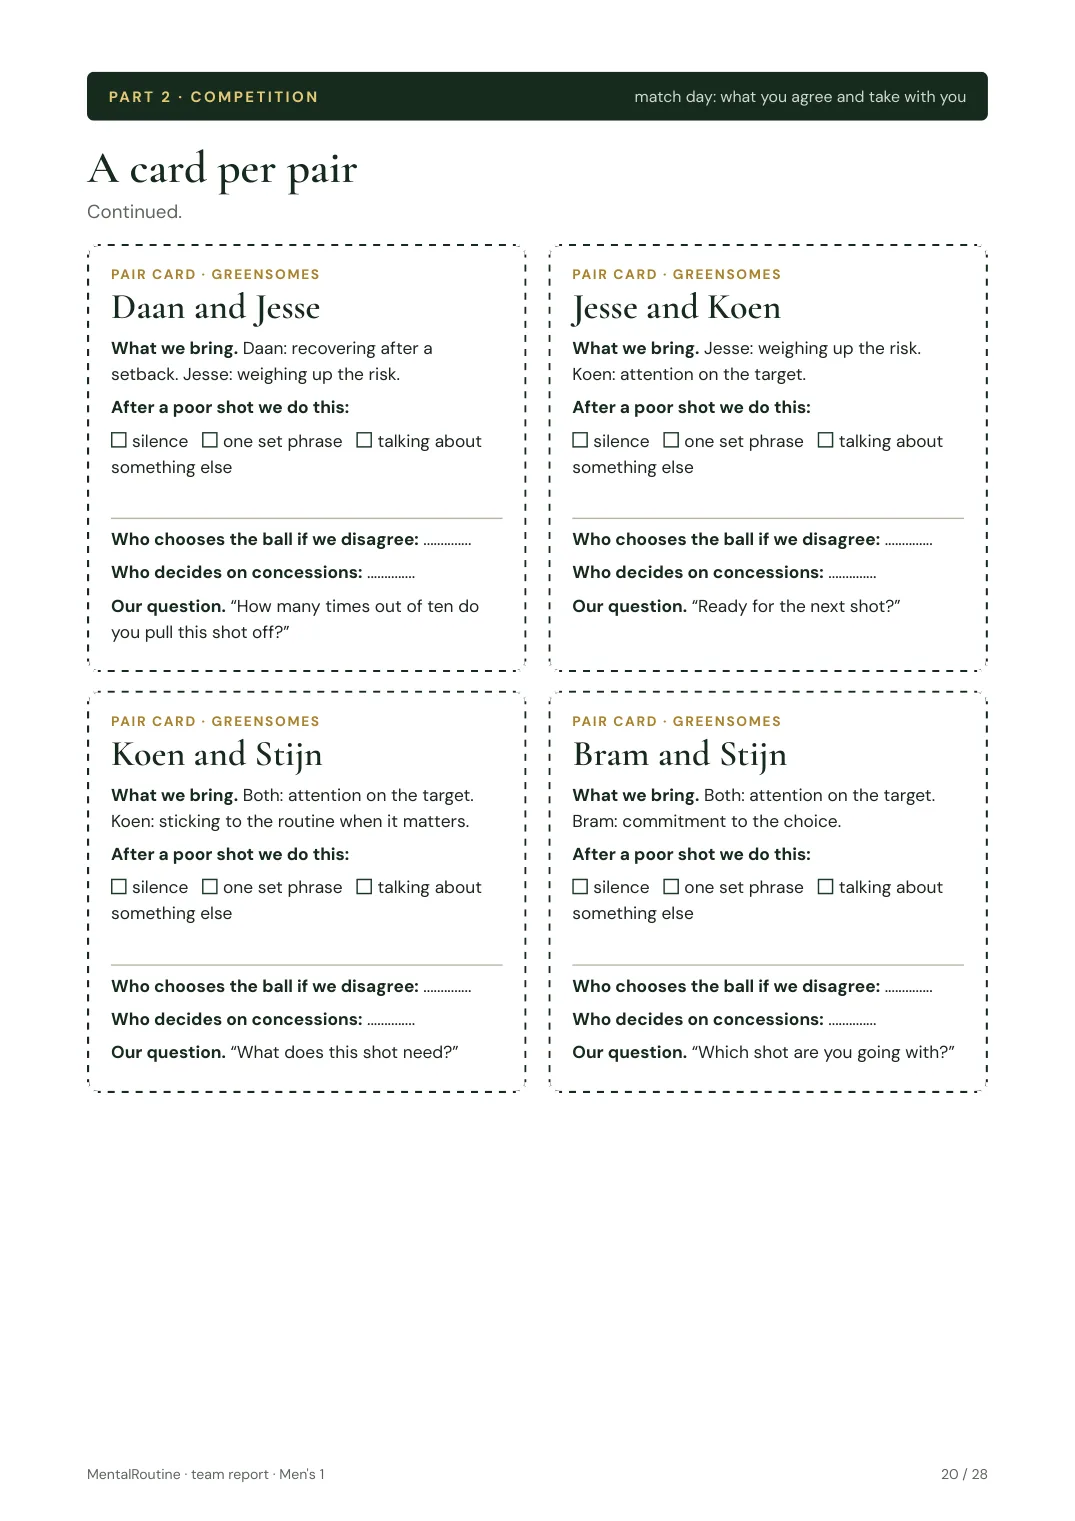 PART 2 · COMPETITION
match day: what you agree and take with you
A card per pair
Continued.
PAIR CARD · GREENSOMES
Daan and Jesse
What we bring. Daan: recovering after a
setback. Jesse: weighing up the risk.
After a poor shot we do this:
☐ silence ☐ one set phrase ☐ talking about
something else
Who chooses the ball if we disagree: ..............
Who decides on concessions: ..............
Our question. “How many times out of ten do
you pull this shot off?”
PAIR CARD · GREENSOMES
Jesse and Koen
What we bring. Jesse: weighing up the risk.
Koen: attention on the target.
After a poor shot we do this:
☐ silence ☐ one set phrase ☐ talking about
something else
Who chooses the ball if we disagree: ..............
Who decides on concessions: ..............
Our question. “Ready for the next shot?”
PAIR CARD · GREENSOMES
Koen and Stijn
What we bring. Both: attention on the target.
Koen: sticking to the routine when it matters.
After a poor shot we do this:
☐ silence ☐ one set phrase ☐ talking about
something else
Who chooses the ball if we disagree: ..............
Who decides on concessions: ..............
Our question. “What does this shot need?”
PAIR CARD · GREENSOMES
Bram and Stijn
What we bring. Both: attention on the target.
Bram: commitment to the choice.
After a poor shot we do this:
☐ silence ☐ one set phrase ☐ talking about
something else
Who chooses the ball if we disagree: ..............
Who decides on concessions: ..............
Our question. “Which shot are you going with?”
MentalRoutine · team report · Men's 1
20 / 28